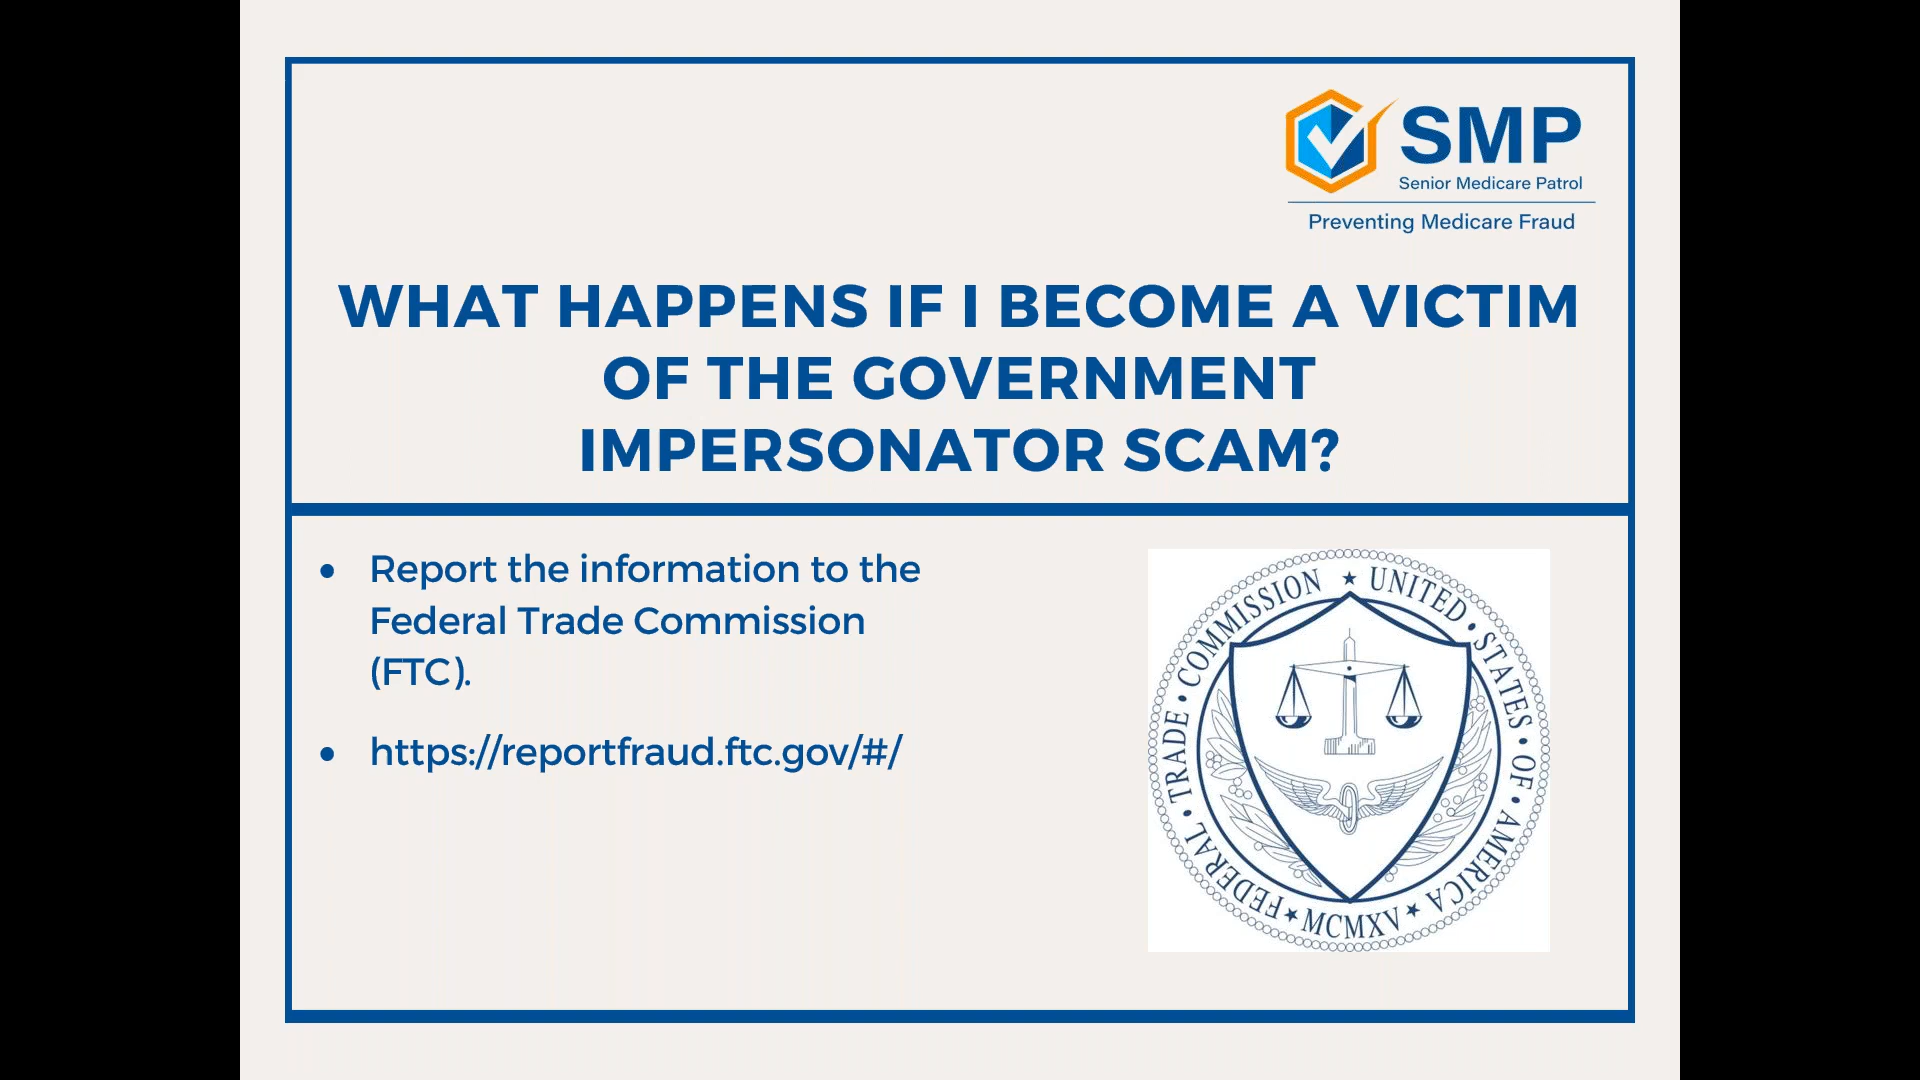 SMP
Senior Medicare Patrol
Preventing Medicare Fraud
WHAT HAPPENS IF I BECOME A VICTIM
OF THE GOVERNMENT
IMPERSONATOR SCAM?
• Report the information to the
Federal Trade Commission
(FTC).
• https://reportfraud.ftc.gov/#/
FEDERAL • TRADE • COMMISSION ★ UNITED • STATES • OF • AMERICA ★ MCMXV ★